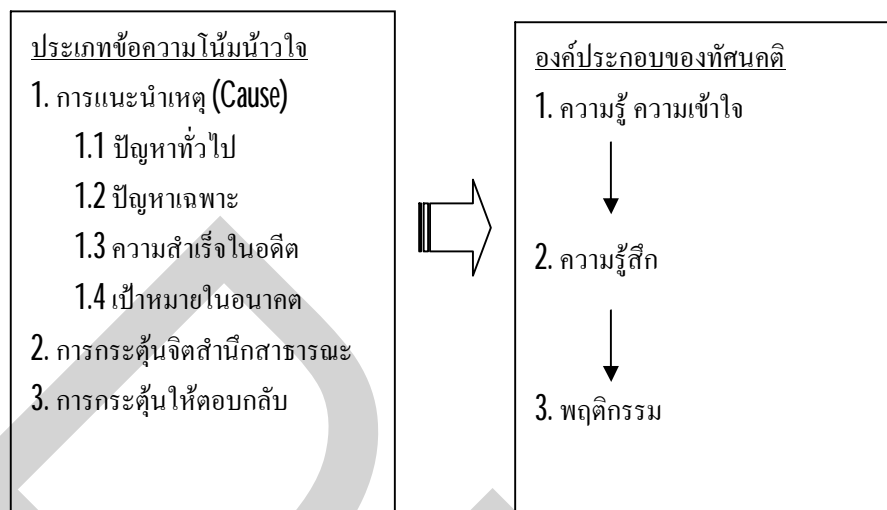 ประเภทข้อความโน้มน้าวใจ
1. การแนะนำเหตุ (Cause)
1.1 ปัญหาทั่วไป
1.2 ปัญหาเฉพาะ
1.3 ความสำเร็จในอดีต
1.4 เป้าหมายในอนาคต
2. การกระตุ้นจิตสำนึกสาธารณะ
3. การกระตุ้นให้ตอบกลับ
องค์ประกอบของทัศนคติ
1. ความรู้ ความเข้าใจ
2. ความรู้สึก
3. พฤติกรรม